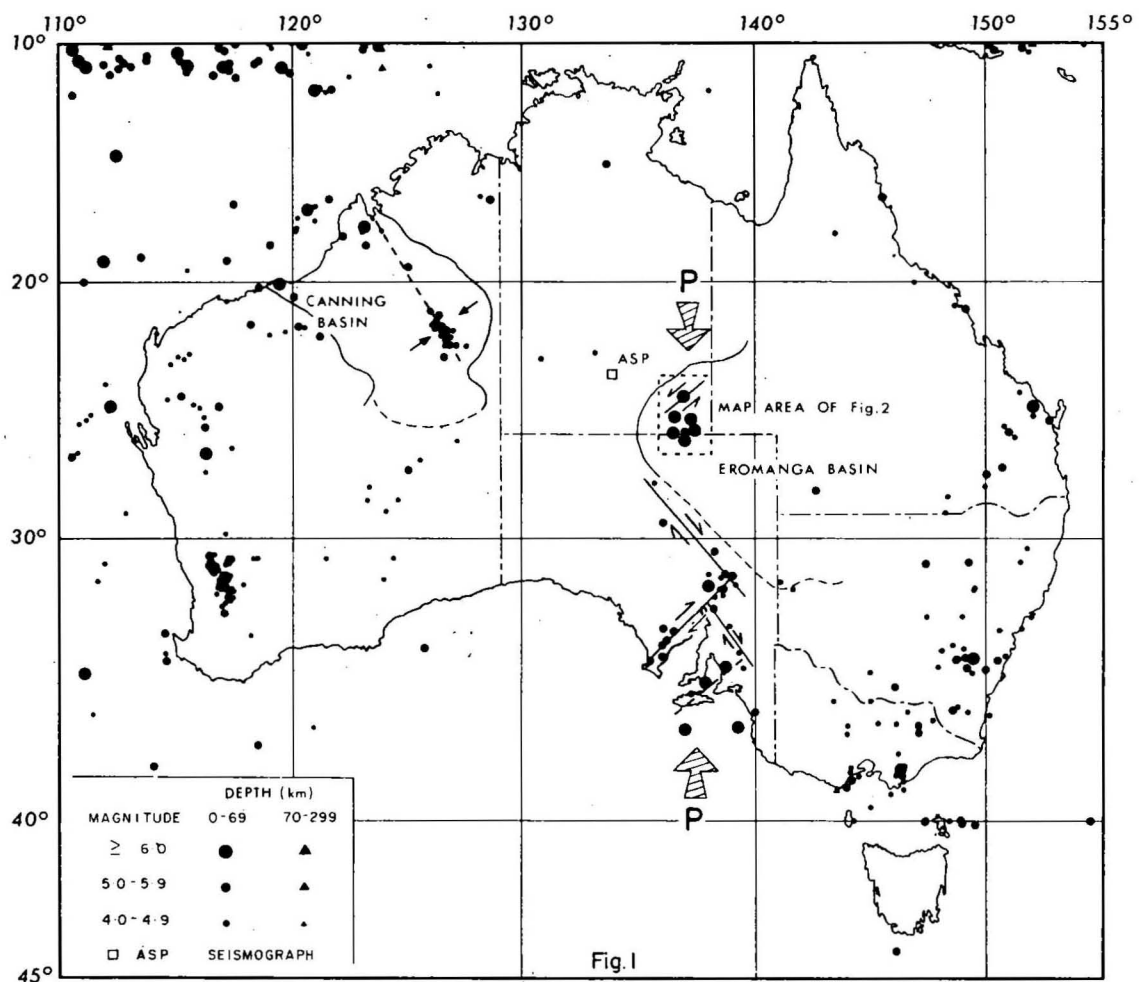 110° 120° 130° 140° 150° 155°
10°
20°
30°
40°
45°
CANNING
BASIN
P
ASP
MAP AREA OF Fig.2
EROMANGA BASIN
P
DEPTH (km)
MAGNITUDE 0-69 70-299
≥ 6·0
5·0-5·9
4·0-4·9
ASP SEISMOGRAPH
Fig.1